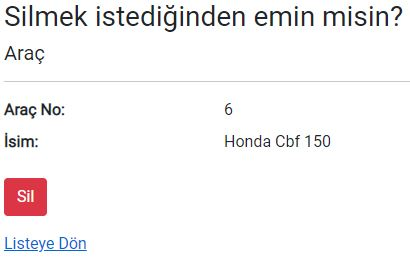 Silmek istediğinden emin misin?
Araç
Araç No: 6
İsim: Honda Cbf 150
Sil
Listeye Dön